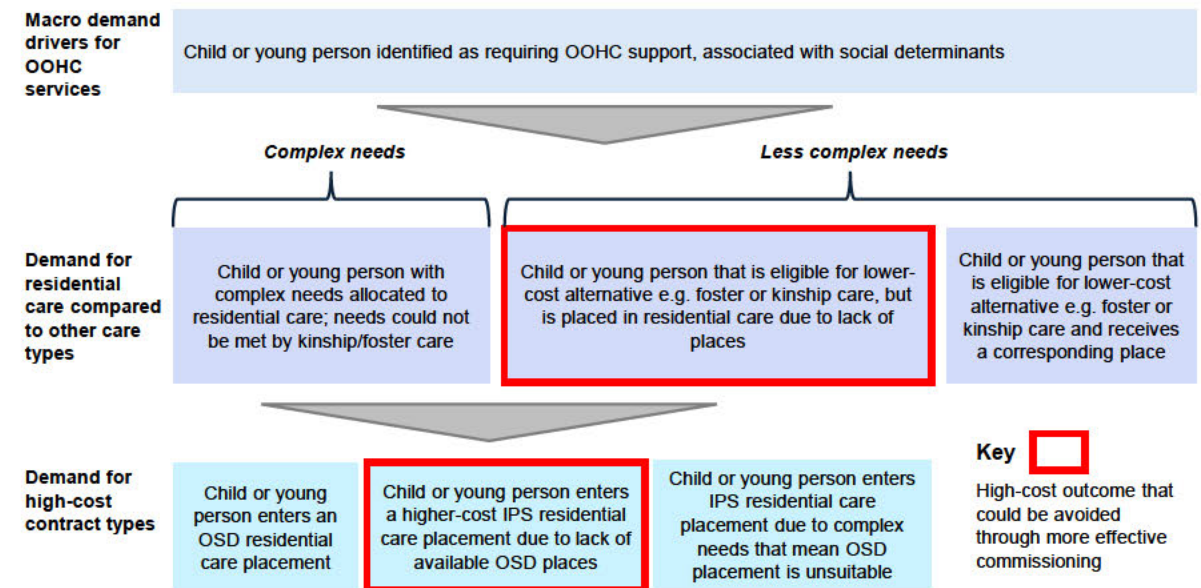 Macro demand
drivers for
OOHC
services
Child or young person identified as requiring OOHC support, associated with social determinants
Complex needs
Less complex needs
Demand for
residential
care compared
to other care
types
Child or young person with
complex needs allocated to
residential care; needs could not
be met by kinship/foster care
Child or young person that is eligible for lower-
cost alternative e.g. foster or kinship care, but
is placed in residential care due to lack of
places
Child or young person that
is eligible for lower-cost
alternative e.g. foster or
kinship care and receives
a corresponding place
Demand for
high-cost
contract types
Child or young
person enters an
OSD residential
care placement
Child or young person enters
a higher-cost IPS residential
care placement due to lack of
available OSD places
Child or young person enters
IPS residential care
placement due to complex
needs that mean OSD
placement is unsuitable
Key
High-cost outcome that
could be avoided
through more effective
commissioning